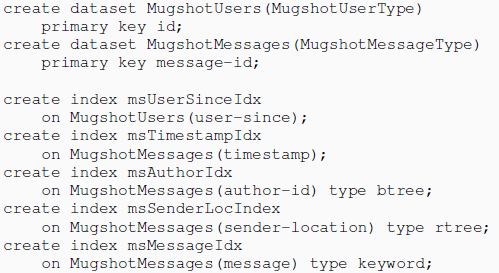 create dataset MugshotUsers(MugshotUserType)
    primary key id;
create dataset MugshotMessages(MugshotMessageType)
    primary key message-id;

create index msUserSinceIdx
    on MugshotUsers(user-since);
create index msTimestampIdx
    on MugshotMessages(timestamp);
create index msAuthorIdx
    on MugshotMessages(author-id) type btree;
create index msSenderLocIndex
    on MugshotMessages(sender-location) type rtree;
create index msMessageIdx
    on MugshotMessages(message) type keyword;